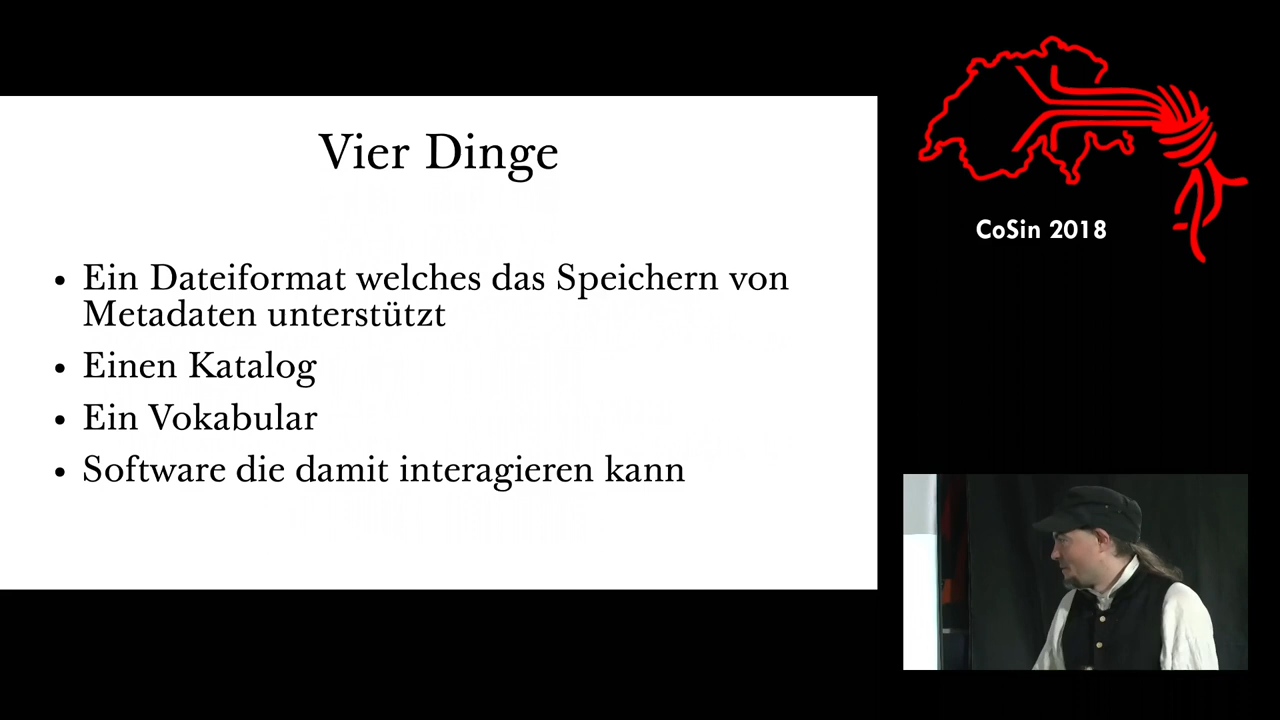 Vier Dinge
• Ein Dateiformat welches das Speichern von
Metadaten unterstützt
• Einen Katalog
• Ein Vokabular
• Software die damit interagieren kann
CoSin 2018